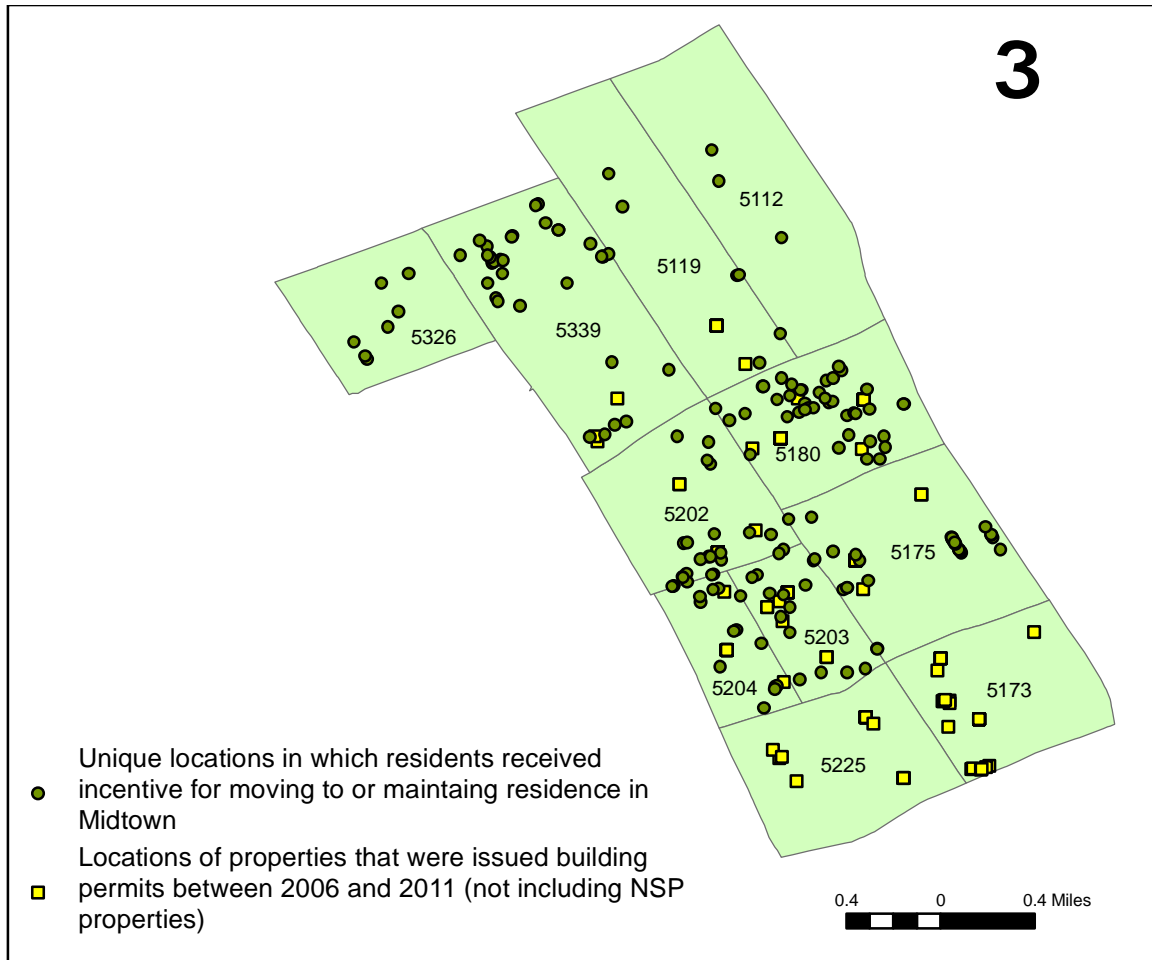 3
5112
5119
5326
5339
5180
5202
5175
5203
5204
5173
5225
Unique locations in which residents received
incentive for moving to or maintaing residence in
Midtown
Locations of properties that were issued building
permits between 2006 and 2011 (not including NSP
properties)
0.4 0 0.4 Miles